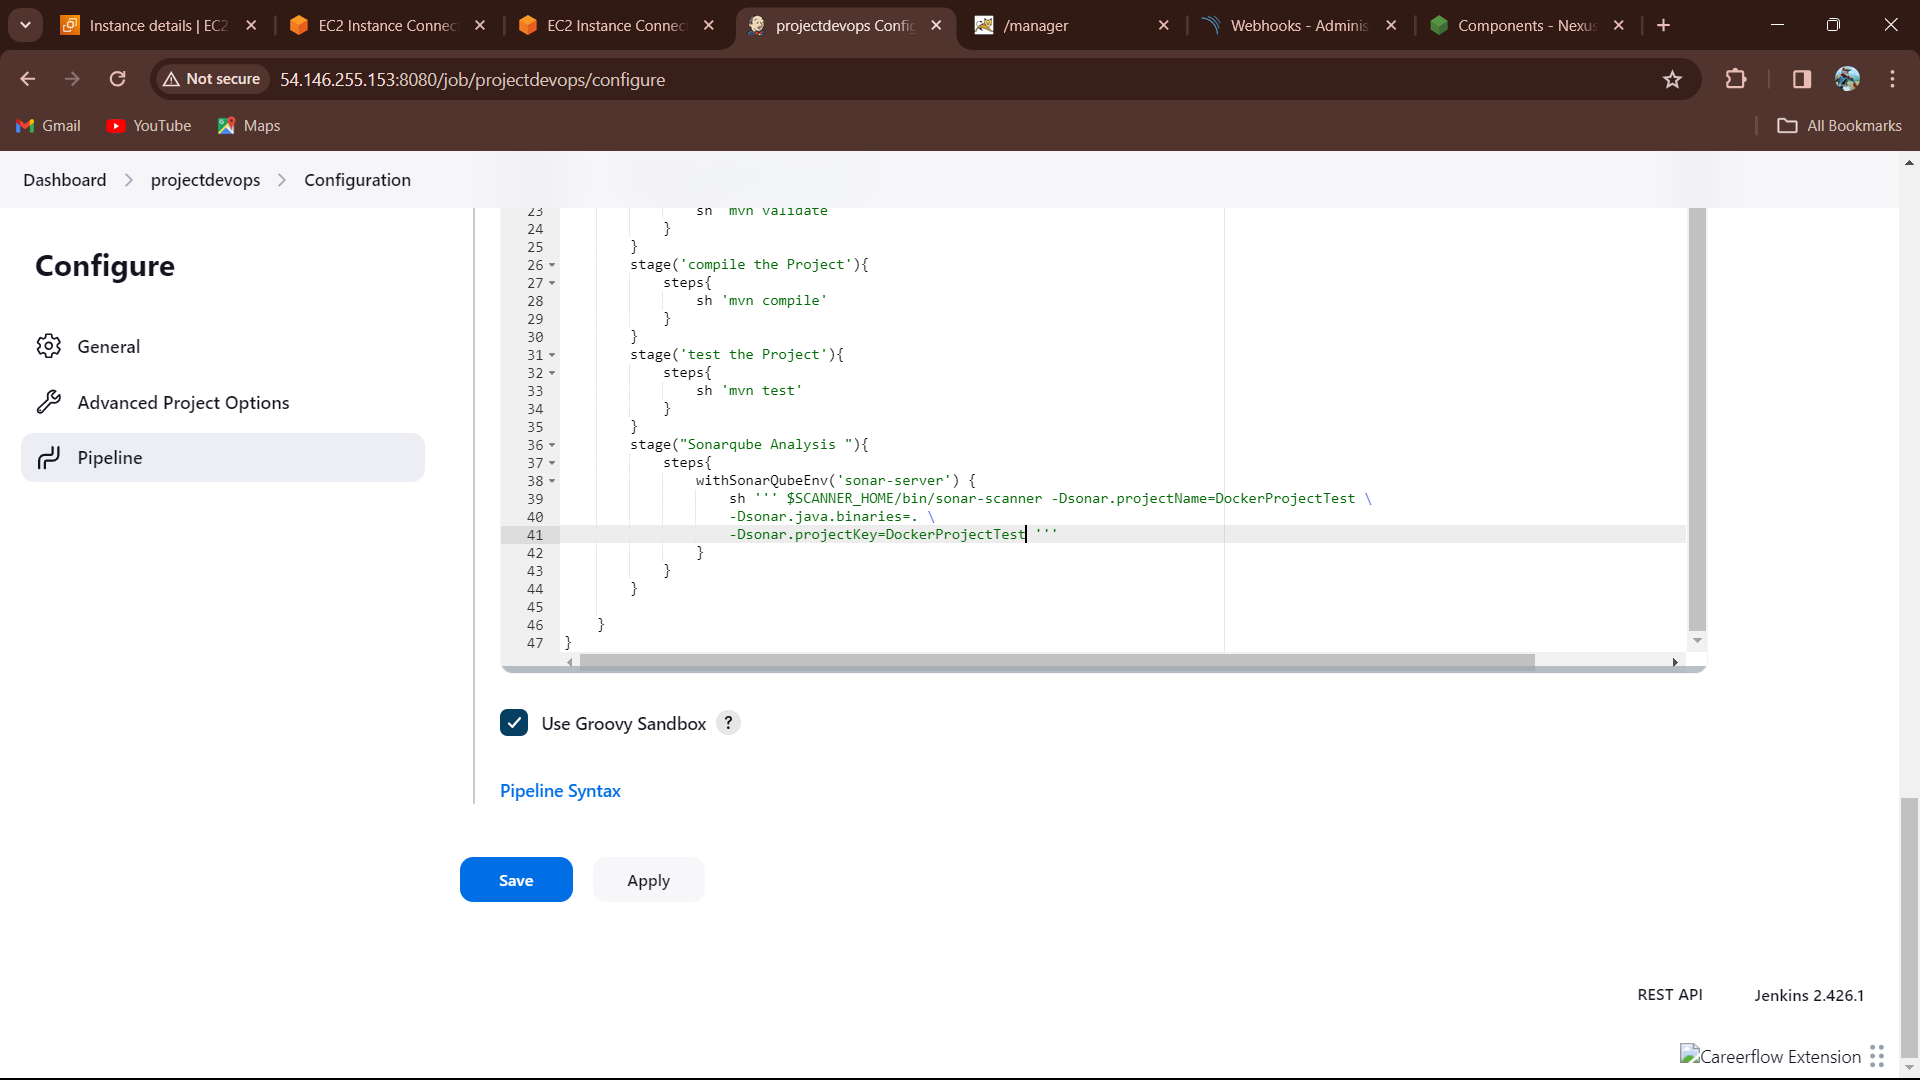 Instance details | EC2
EC2 Instance Connec
EC2 Instance Connec
projectdevops Config
/manager
Webhooks - Adminis
Components - Nexus
Not secure
54.146.255.153:8080/job/projectdevops/configure
Gmail
YouTube
Maps
All Bookmarks
Dashboard
projectdevops
Configuration
Configure
General
Advanced Project Options
Pipeline
23 sh 'mvn validate
24 }
25 }
26 stage('compile the Project'){
27 steps{
28 sh 'mvn compile'
29 }
30 }
31 stage('test the Project'){
32 steps{
33 sh 'mvn test'
34 }
35 }
36 stage("Sonarqube Analysis "){
37 steps{
38 withSonarQubeEnv('sonar-server') {
39 sh ''' $SCANNER_HOME/bin/sonar-scanner -Dsonar.projectName=DockerProjectTest \
40 -Dsonar.java.binaries=. \
41 -Dsonar.projectKey=DockerProjectTest '''
42 }
43 }
44 }
45
46 }
47 }
Use Groovy Sandbox ?
Pipeline Syntax
Save
Apply
REST API
Jenkins 2.426.1
Careerflow Extension